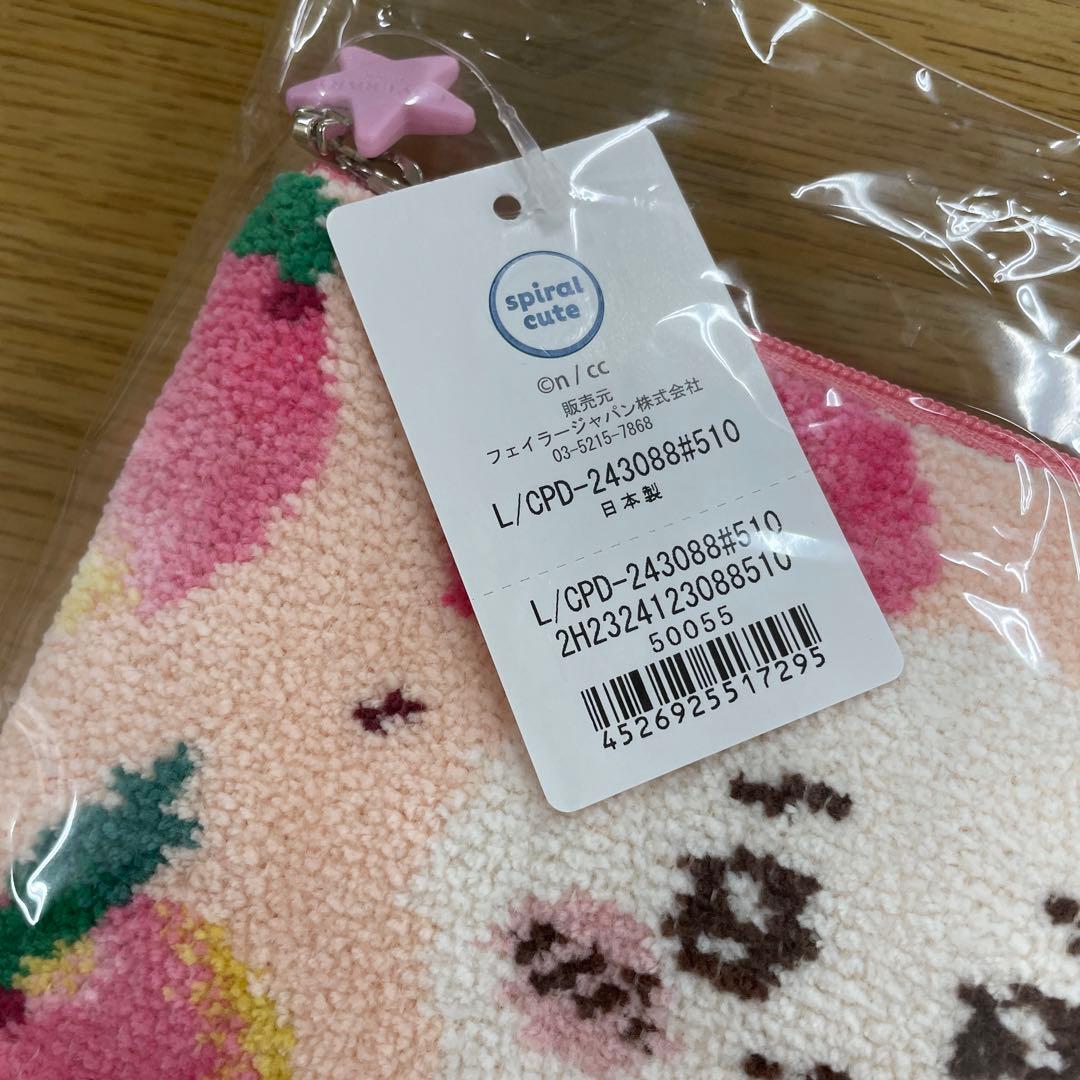 spiral
cute
©n / cc
販売元
フェイラージャパン株式会社
03-5215-7868
L/CPD-243088#510
日本製
L/CPD-243088#510
2H2324123088510
50055
4526925517295